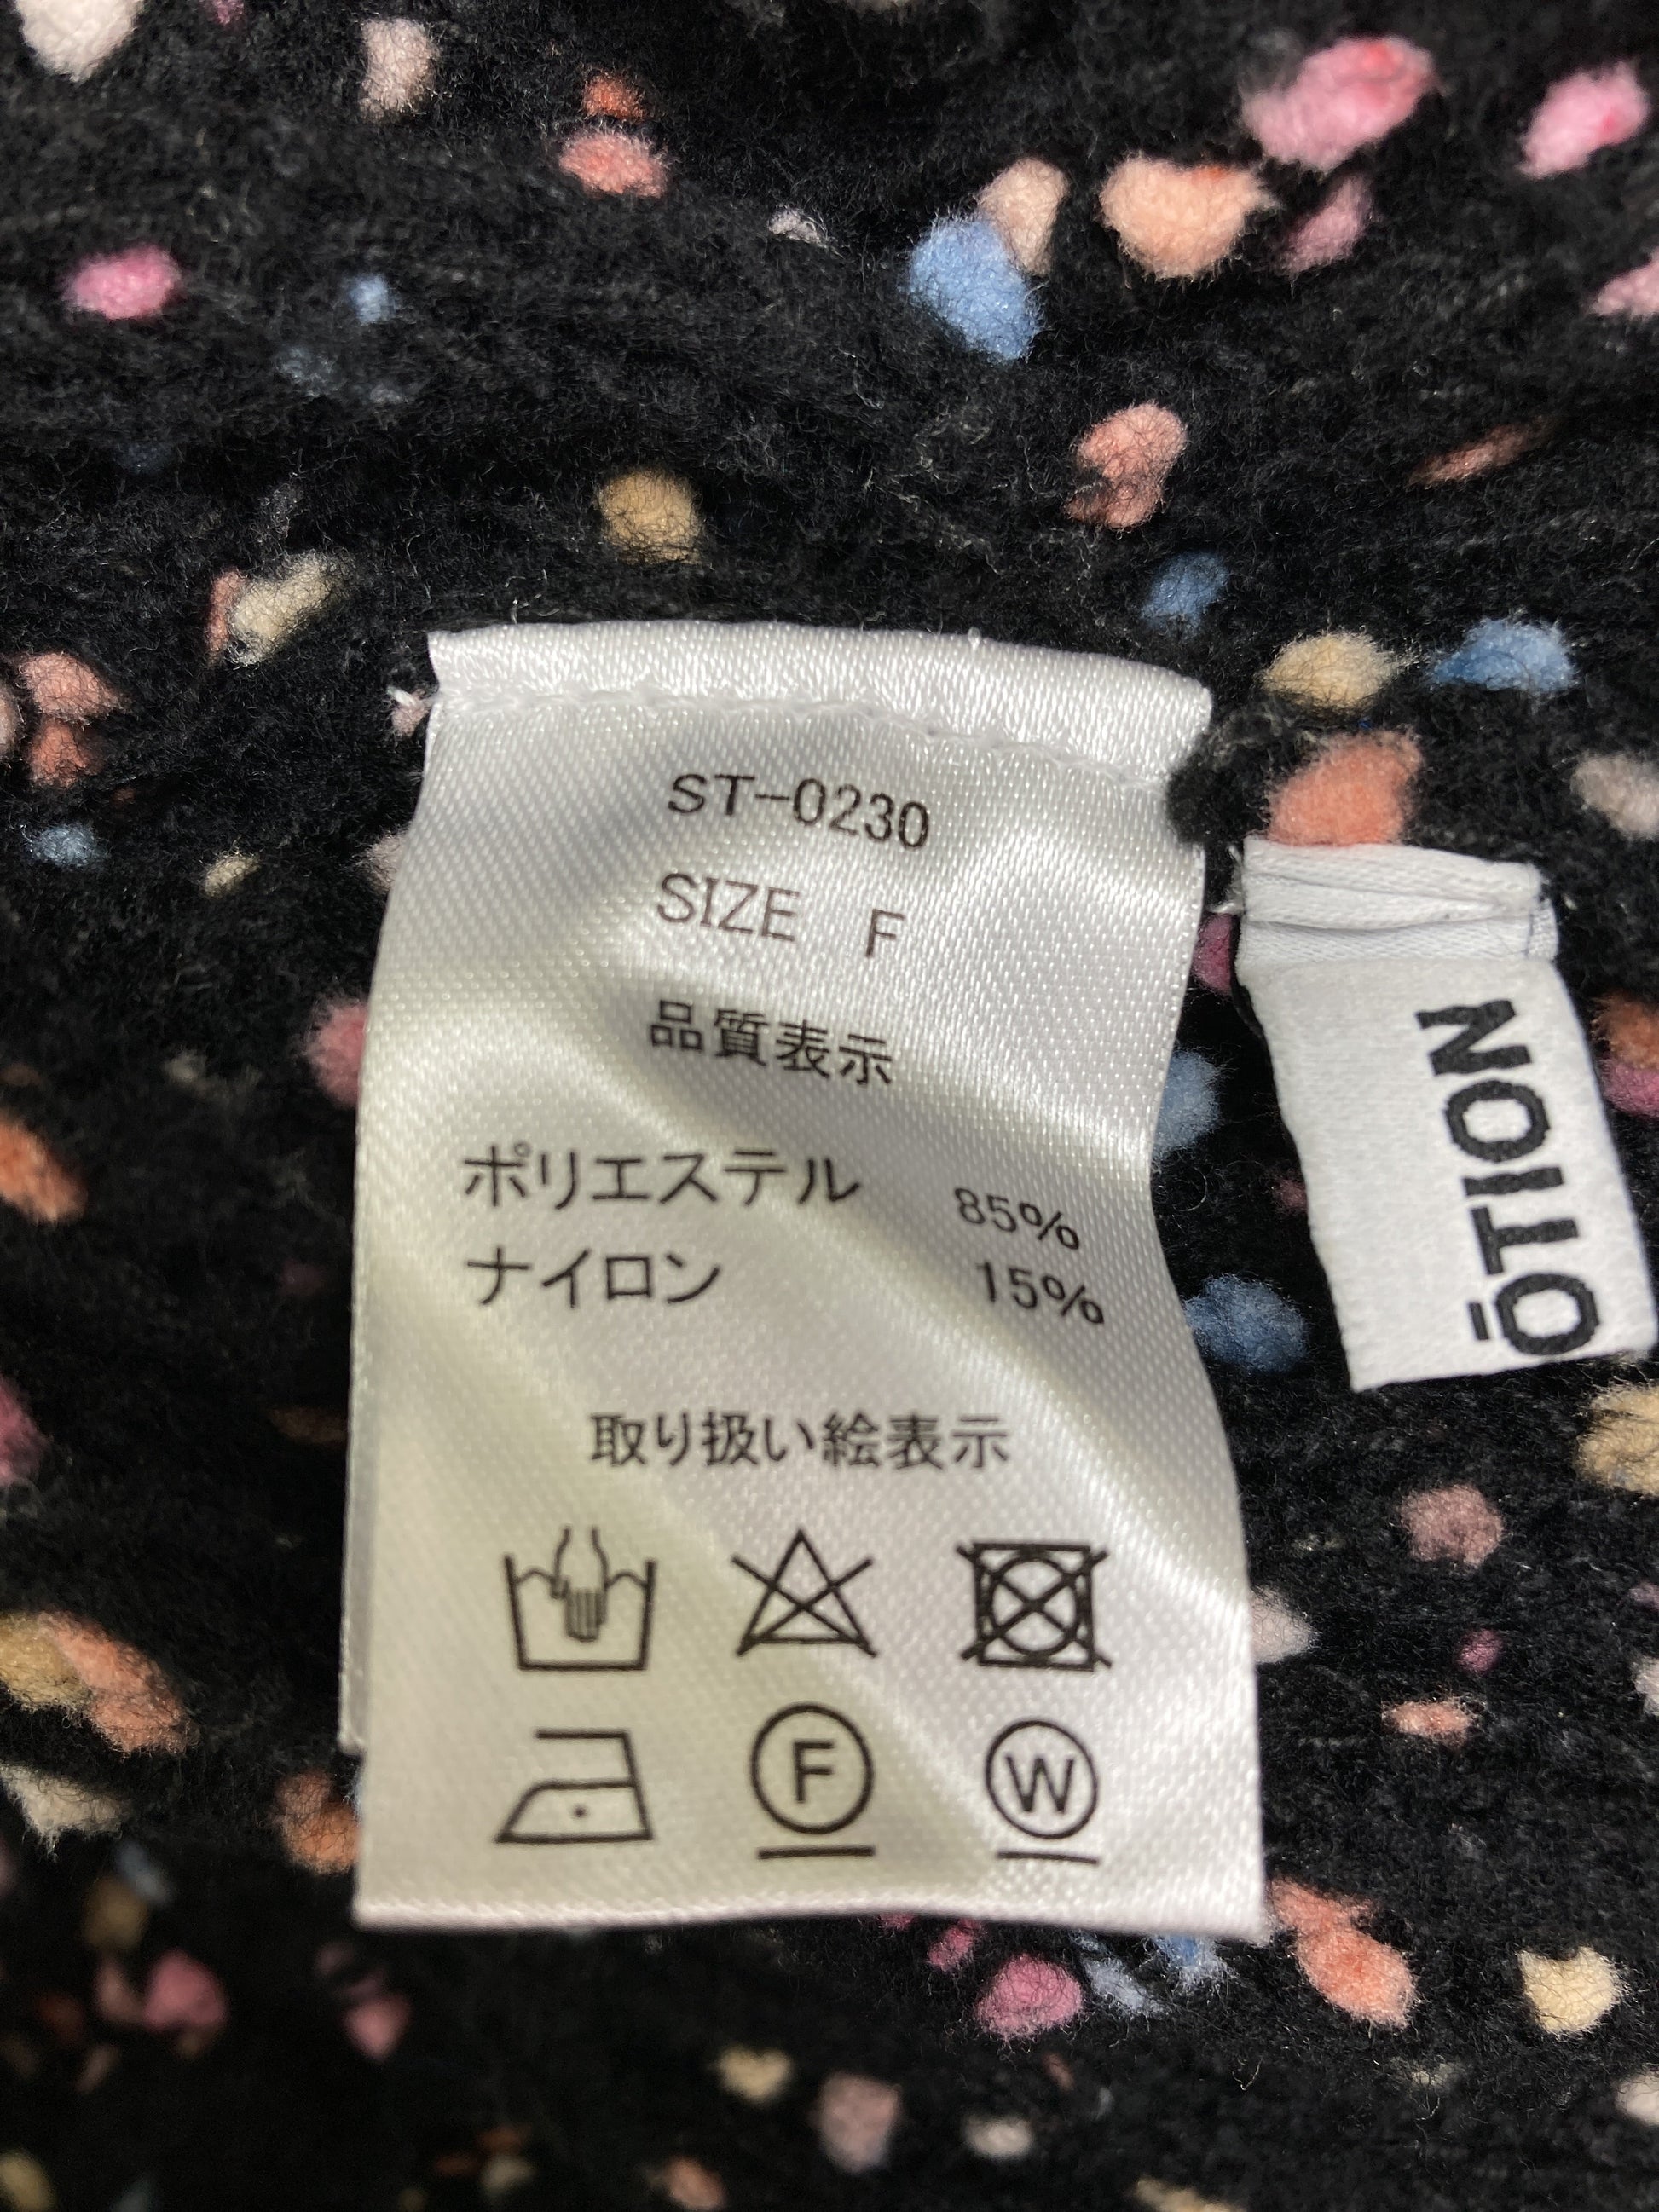 ST-0230
SIZE F
品質表示
ポリエステル 85%
ナイロン 15%
取り扱い絵表示
F
W
ŌTION